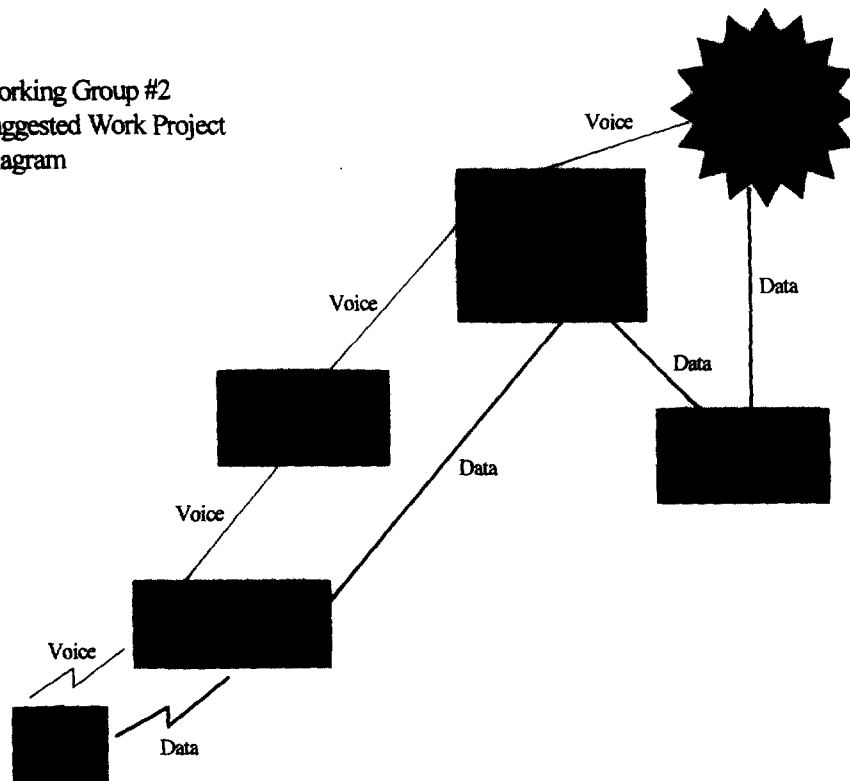 orking Group #2
ggested Work Project
agram
Voice
Data
Voice
Data
Data
Voice
Voice
Data